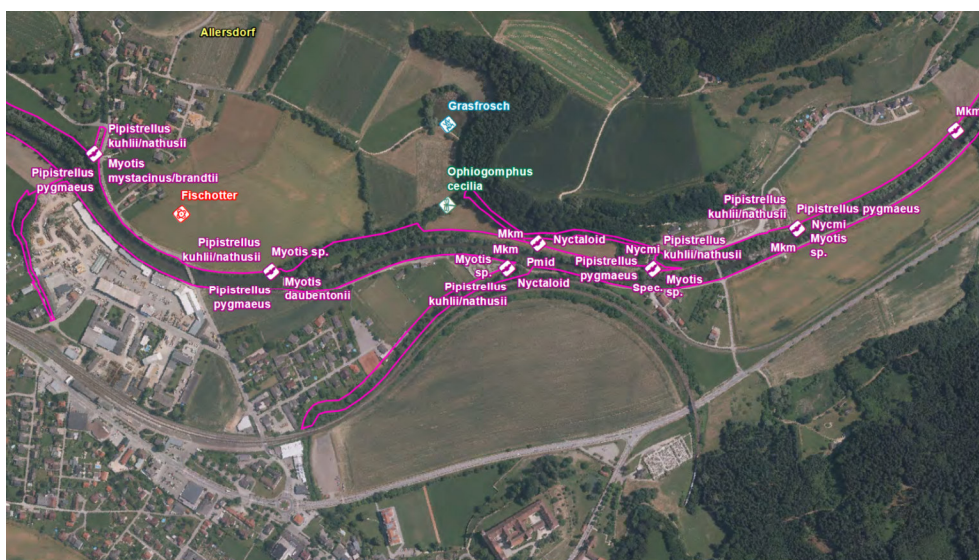 Allersdorf
Grasfrosch
Mkm
Pipistrellus
kuhlii/nathusii
Myotis
mystacinus/brandtii
Pipistrellus
pygmaeus
Fischotter
Ophiogomphus
cecilia
Pipistrellus
kuhlii/nathusii
Myotis sp.
Myotis
daubentonii
Pipistrellus
pygmaeus
Mkm
Nyctaloid
Mkm
Pmid
Myotis
sp.
Nyctaloid
Pipistrellus
kuhlii/nathusii
Nycmi
Pipistrellus
kuhlii/nathusii
Pipistrellus
pygmaeus
Spec.
Myotis
sp.
Pipistrellus
kuhlii/nathusii
Pipistrellus pygmaeus
Nycmi
Mkm
Myotis
sp.